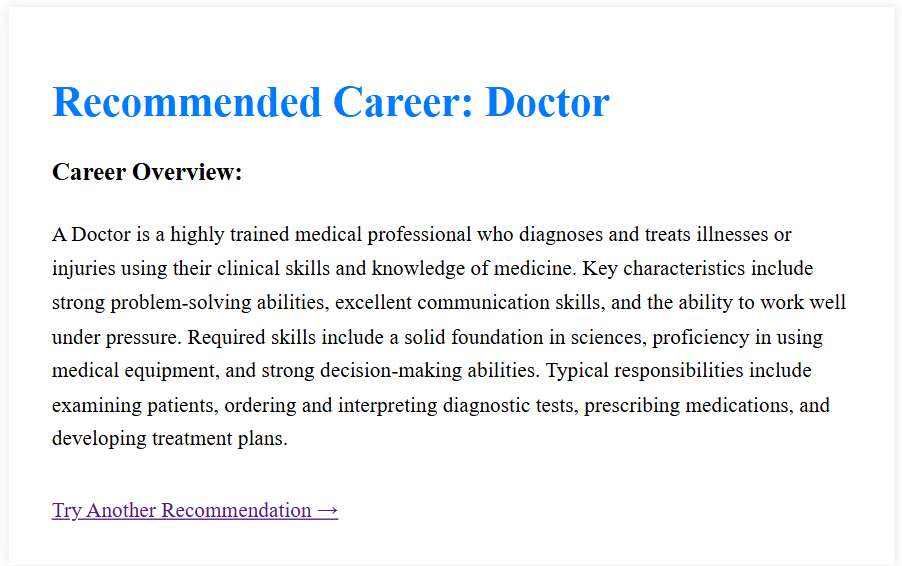 Recommended Career: Doctor
Career Overview:
A Doctor is a highly trained medical professional who diagnoses and treats illnesses or
injuries using their clinical skills and knowledge of medicine. Key characteristics include
strong problem-solving abilities, excellent communication skills, and the ability to work well
under pressure. Required skills include a solid foundation in sciences, proficiency in using
medical equipment, and strong decision-making abilities. Typical responsibilities include
examining patients, ordering and interpreting diagnostic tests, prescribing medications, and
developing treatment plans.
Try Another Recommendation →